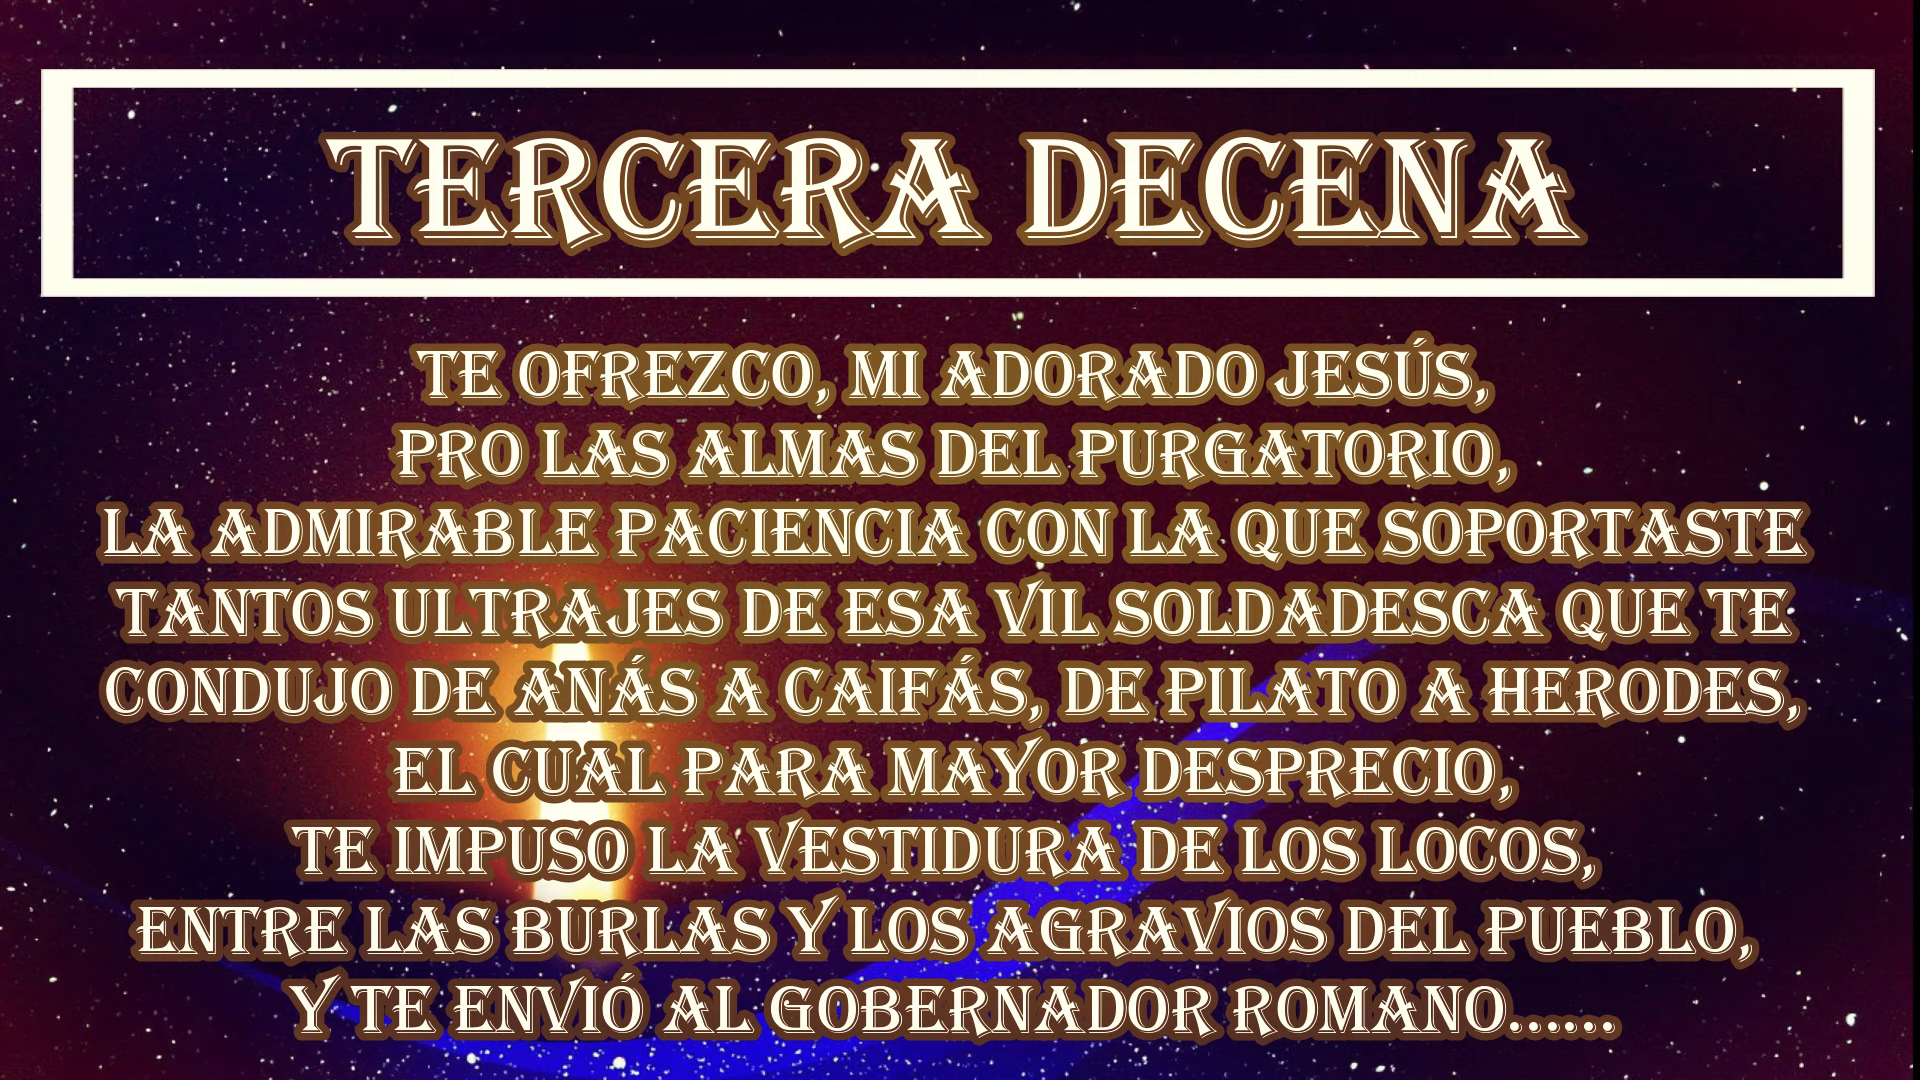 TERCERA DECENA
TE OFREZCO, MI ADORADO JESÚS,
PRO LAS ALMAS DEL PURGATORIO,
LA ADMIRABLE PACIENCIA CON LA QUE SOPORTASTE
TANTOS ULTRAJES DE ESA VIL SOLDADESCA QUE TE
CONDUJO DE ANÁS A CAIFÁS, DE PILATO A HERODES,
EL CUAL PARA MAYOR DESPRECIO,
TE IMPUSO LA VESTIDURA DE LOS LOCOS,
ENTRE LAS BURLAS Y LOS AGRAVIOS DEL PUEBLO,
Y TE ENVIÓ AL GOBERNADOR ROMANO......